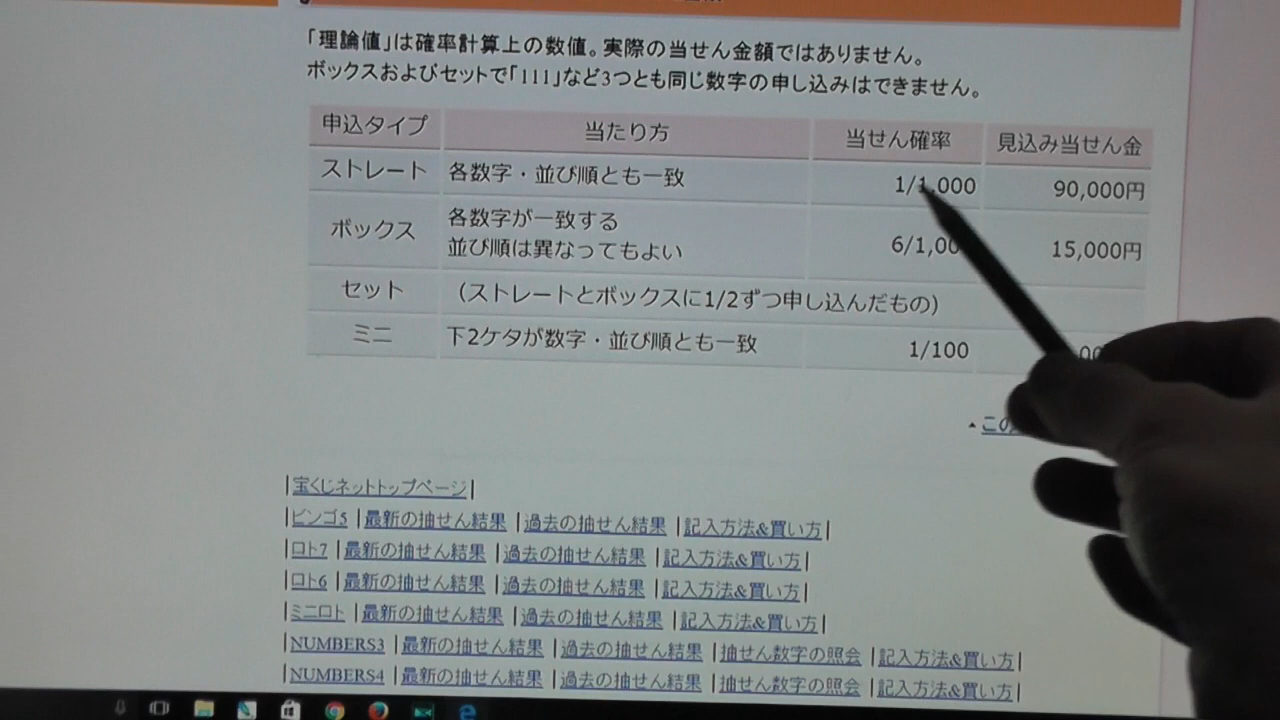 「理論値」は確率計算上の数値。実際の当せん金額ではありません。
ボックスおよびセットで「111」など3つとも同じ数字の申し込みはできません。
申込タイプ 当たり方 当せん確率 見込み当せん金
ストレート 各数字・並び順とも一致 1/1,000 90,000円
ボックス 各数字が一致する
並び順は異なってもよい 6/1,00 15,000円
セット (ストレートとボックスに1/2ずつ申し込んだもの)
ミニ 下2ケタが数字・並び順とも一致 1/100
|宝くじネットトップページ|
|ビンゴ5 |最新の抽せん結果 |過去の抽せん結果 |記入方法&買い方|
|ロト7 |最新の抽せん結果 |過去の抽せん結果 |記入方法&買い方|
|ロト6 |最新の抽せん結果 |過去の抽せん結果 |記入方法&買い方|
|ミニロト |最新の抽せん結果 |過去の抽せん結果 |記入方法&買い方|
|NUMBERS3 |最新の抽せん結果 |過去の抽せん結果 |抽せん数字の照会 |記入方法&買い方|
|NUMBERS4 |最新の抽せん結果 |過去の抽せん結果 |抽せん数字の照会 |記入方法&買い方|